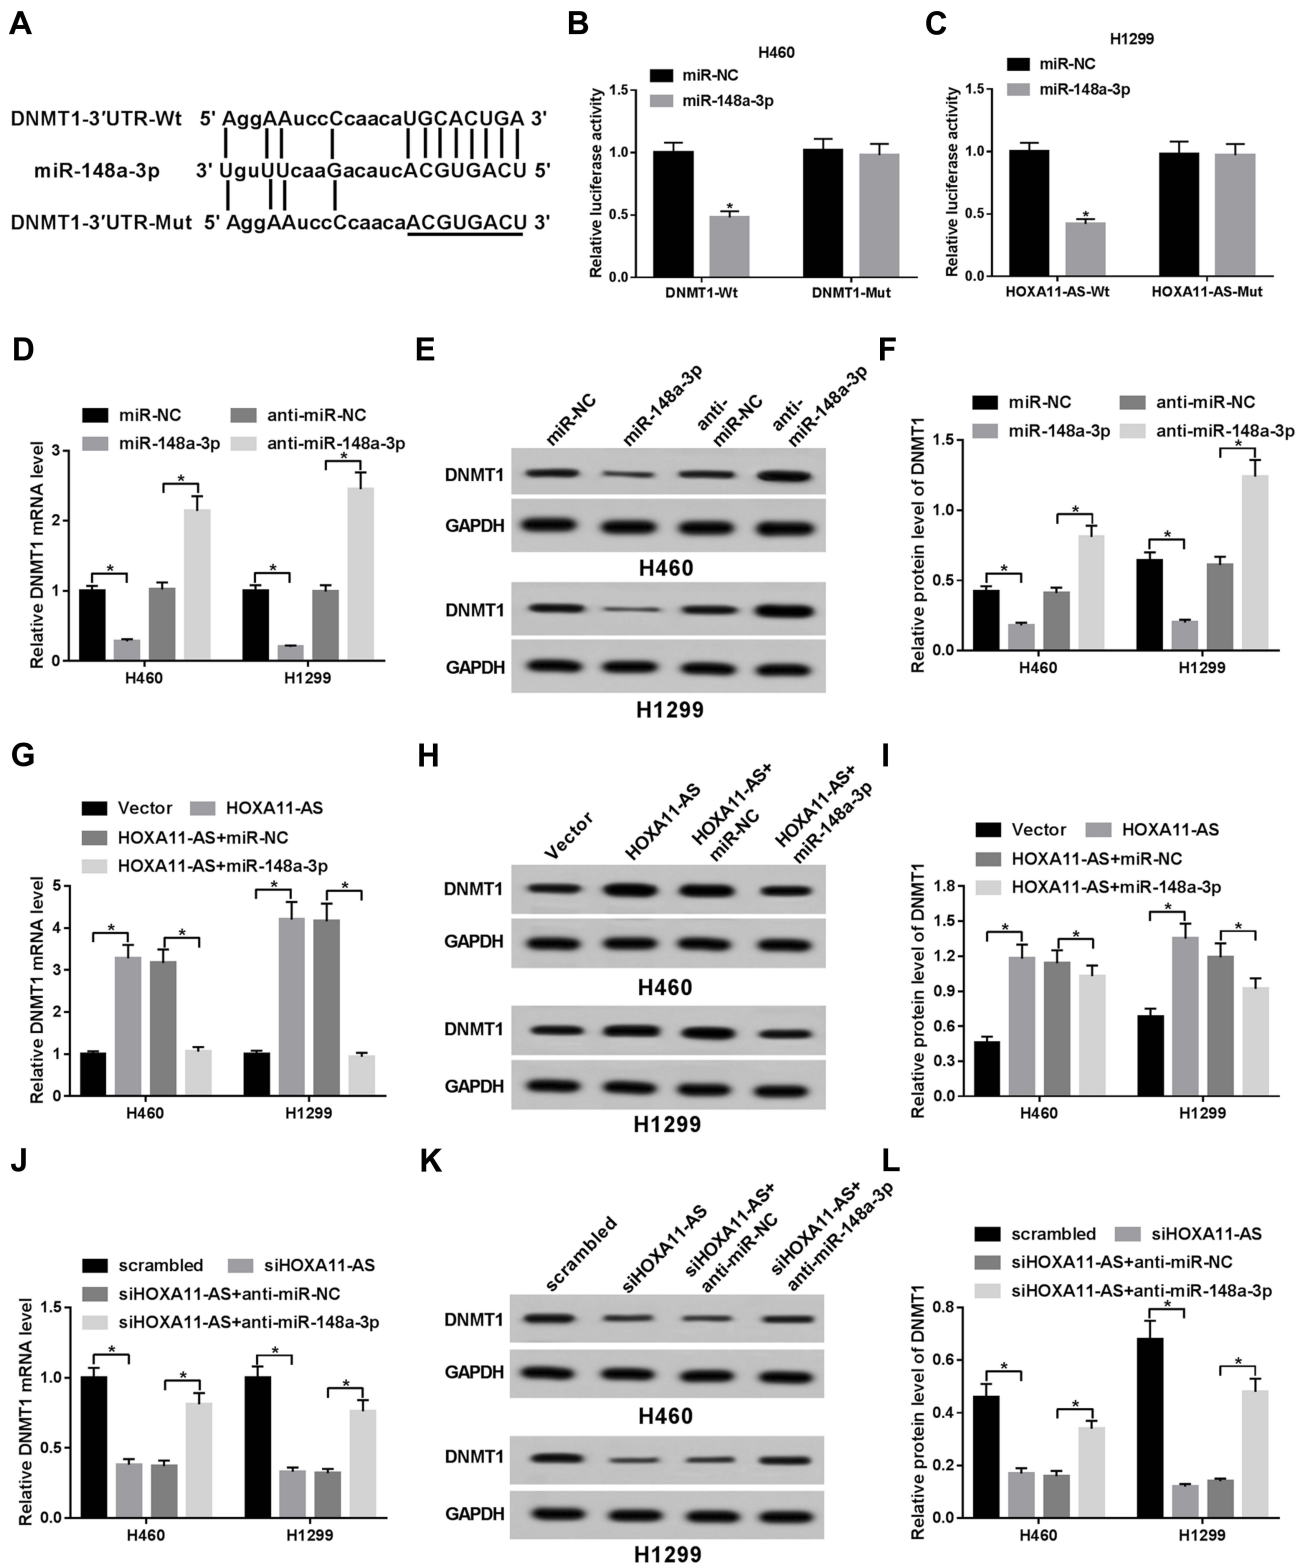 A
DNMT1-3'UTR-Wt 5' AggAAuccCcaacaUGCACUGA 3'
miR-148a-3p 3' UguUUcaaGacaucACGUGACU 5'
DNMT1-3'UTR-Mut 5' AggAAuccCcaacaACGUGACU 3'
B
H460
miR-NC
miR-148a-3p
Relative luciferase activity
1.5
1.0
0.5
0.0
*
DNMT1-Wt DNMT1-Mut
C
H1299
miR-NC
miR-148a-3p
Relative luciferase activity
1.5
1.0
0.5
0.0
*
HOXA11-AS-Wt HOXA11-AS-Mut
D
miR-NC anti-miR-NC
miR-148a-3p anti-miR-148a-3p
Relative DNMT1 mRNA level
3
2
1
0
* * * *
H460 H1299
E
miR-NC
miR-148a-3p
anti-
miR-NC
anti-
miR-148a-3p
DNMT1
GAPDH
H460
DNMT1
GAPDH
H1299
F
miR-NC anti-miR-NC
miR-148a-3p anti-miR-148a-3p
Relative protein level of DNMT1
1.5
1.0
0.5
0.0
* * * *
H460 H1299
G
Vector HOXA11-AS
HOXA11-AS+miR-NC
HOXA11-AS+miR-148a-3p
Relative DNMT1 mRNA level
5
4
3
2
1
0
* * * *
H460 H1299
H
Vector
HOXA11-AS
HOXA11-AS+
miR-NC
HOXA11-AS+
miR-148a-3p
DNMT1
GAPDH
H460
DNMT1
GAPDH
H1299
I
Vector HOXA11-AS
HOXA11-AS+miR-NC
HOXA11-AS+miR-148a-3p
Relative protein level of DNMT1
1.8
1.5
1.2
0.9
0.6
0.3
0.0
* * * *
H460 H1299
J
scrambled siHOXA11-AS
siHOXA11-AS+anti-miR-NC
siHOXA11-AS+anti-miR-148a-3p
Relative DNMT1 mRNA level
1.5
1.0
0.5
0.0
* * * *
H460 H1299
K
scrambled
siHOXA11-AS
siHOXA11-AS+
anti-miR-NC
siHOXA11-AS+
anti-miR-148a-3p
DNMT1
GAPDH
H460
DNMT1
GAPDH
H1299
L
scrambled siHOXA11-AS
siHOXA11-AS+anti-miR-NC
siHOXA11-AS+anti-miR-148a-3p
Relative protein level of DNMT1
0.8
0.6
0.4
0.2
0.0
* * * *
H460 H1299